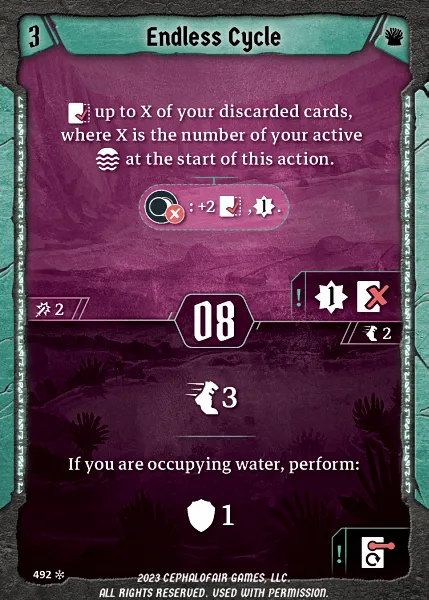 3 Endless Cycle
up to X of your discarded cards,
where X is the number of your active
at the start of this action.
: +2 , 1 .
! 1
2
08
2
3
If you are occupying water, perform:
1
!
492
2023 CEPHALOFAIR GAMES, LLC.
ALL RIGHTS RESERVED. USED WITH PERMISSION.